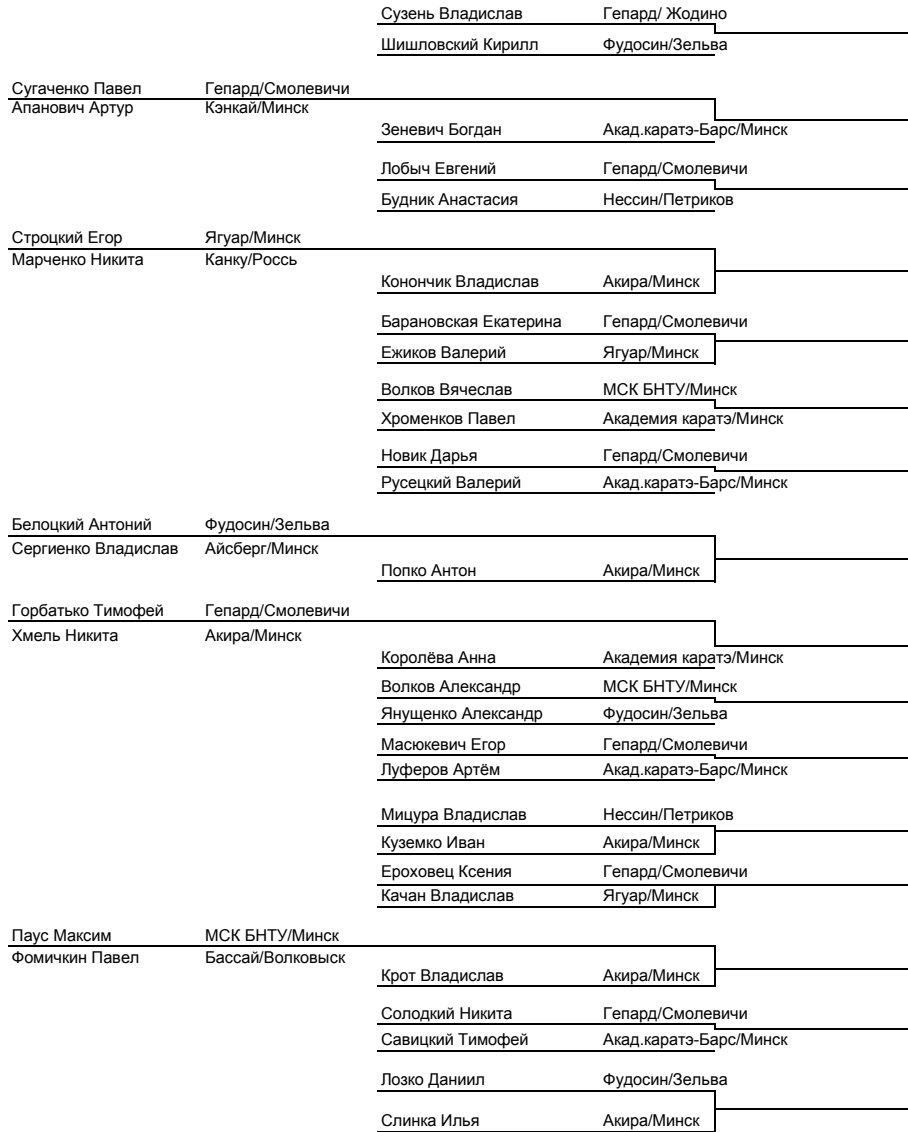 Сузень Владислав Гепард/ Жодино
Шишловский Кирилл Фудосин/Зельва
Сугаченко Павел Гепард/Смолевичи
Апанович Артур Кэнкай/Минск
Зеневич Богдан Акад.каратэ-Барс/Минск
Лобыч Евгений Гепард/Смолевичи
Будник Анастасия Нессин/Петриков
Строцкий Егор Ягуар/Минск
Марченко Никита Канку/Россь
Конончик Владислав Акира/Минск
Барановская Екатерина Гепард/Смолевичи
Ежиков Валерий Ягуар/Минск
Волков Вячеслав МСК БНТУ/Минск
Хроменков Павел Академия каратэ/Минск
Новик Дарья Гепард/Смолевичи
Русецкий Валерий Акад.каратэ-Барс/Минск
Белоцкий Антоний Фудосин/Зельва
Сергиенко Владислав Айсберг/Минск
Попко Антон Акира/Минск
Горбатько Тимофей Гепард/Смолевичи
Хмель Никита Акира/Минск
Королёва Анна Академия каратэ/Минск
Волков Александр МСК БНТУ/Минск
Янущенко Александр Фудосин/Зельва
Масюкевич Егор Гепард/Смолевичи
Луферов Артём Акад.каратэ-Барс/Минск
Мицура Владислав Нессин/Петриков
Куземко Иван Акира/Минск
Ероховец Ксения Гепард/Смолевичи
Качан Владислав Ягуар/Минск
Паус Максим МСК БНТУ/Минск
Фомичкин Павел Бассай/Волковыск
Крот Владислав Акира/Минск
Солодкий Никита Гепард/Смолевичи
Савицкий Тимофей Акад.каратэ-Барс/Минск
Лозко Даниил Фудосин/Зельва
Слинка Илья Акира/Минск